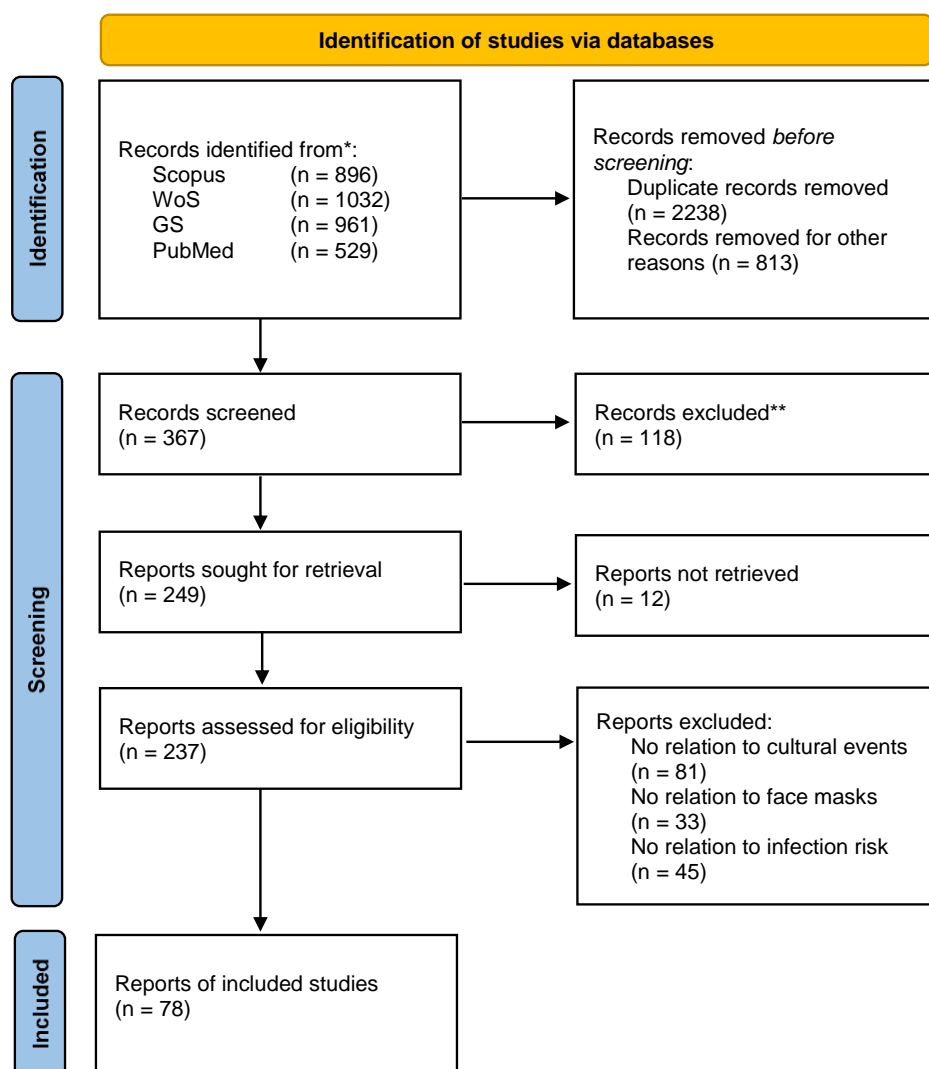 Identification of studies via databases
Identification
Records identified from*:
Scopus (n = 896)
WoS (n = 1032)
GS (n = 961)
PubMed (n = 529)
Records removed before
screening:
Duplicate records removed
(n = 2238)
Records removed for other
reasons (n = 813)
Screening
Records screened
(n = 367)
Records excluded**
(n = 118)
Reports sought for retrieval
(n = 249)
Reports not retrieved
(n = 12)
Reports assessed for eligibility
(n = 237)
Reports excluded:
No relation to cultural events
(n = 81)
No relation to face masks
(n = 33)
No relation to infection risk
(n = 45)
Included
Reports of included studies
(n = 78)